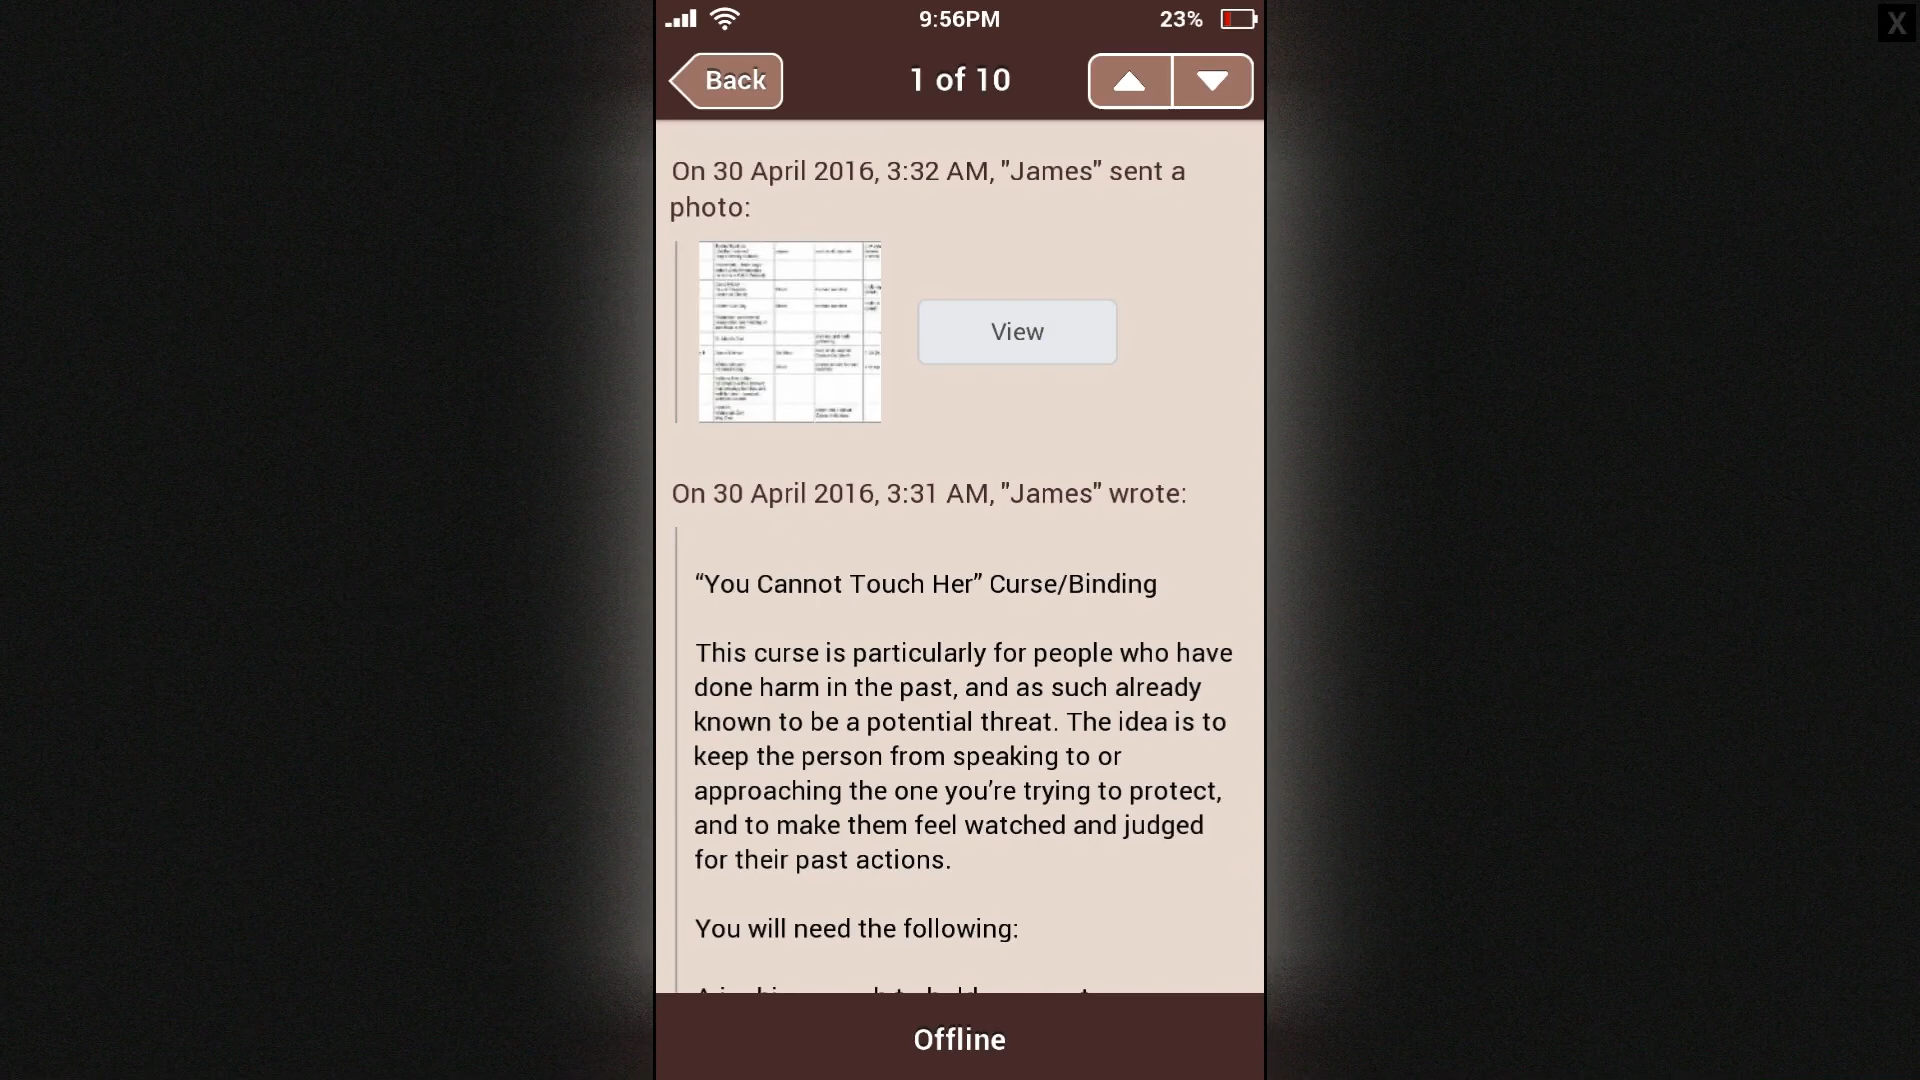 9:56PM
23%
X
Back
1 of 10
On 30 April 2016, 3:32 AM, "James" sent a
photo:
View
On 30 April 2016, 3:31 AM, "James" wrote:
“You Cannot Touch Her” Curse/Binding
This curse is particularly for people who have
done harm in the past, and as such already
known to be a potential threat. The idea is to
keep the person from speaking to or
approaching the one you’re trying to protect,
and to make them feel watched and judged
for their past actions.
You will need the following:
Offline